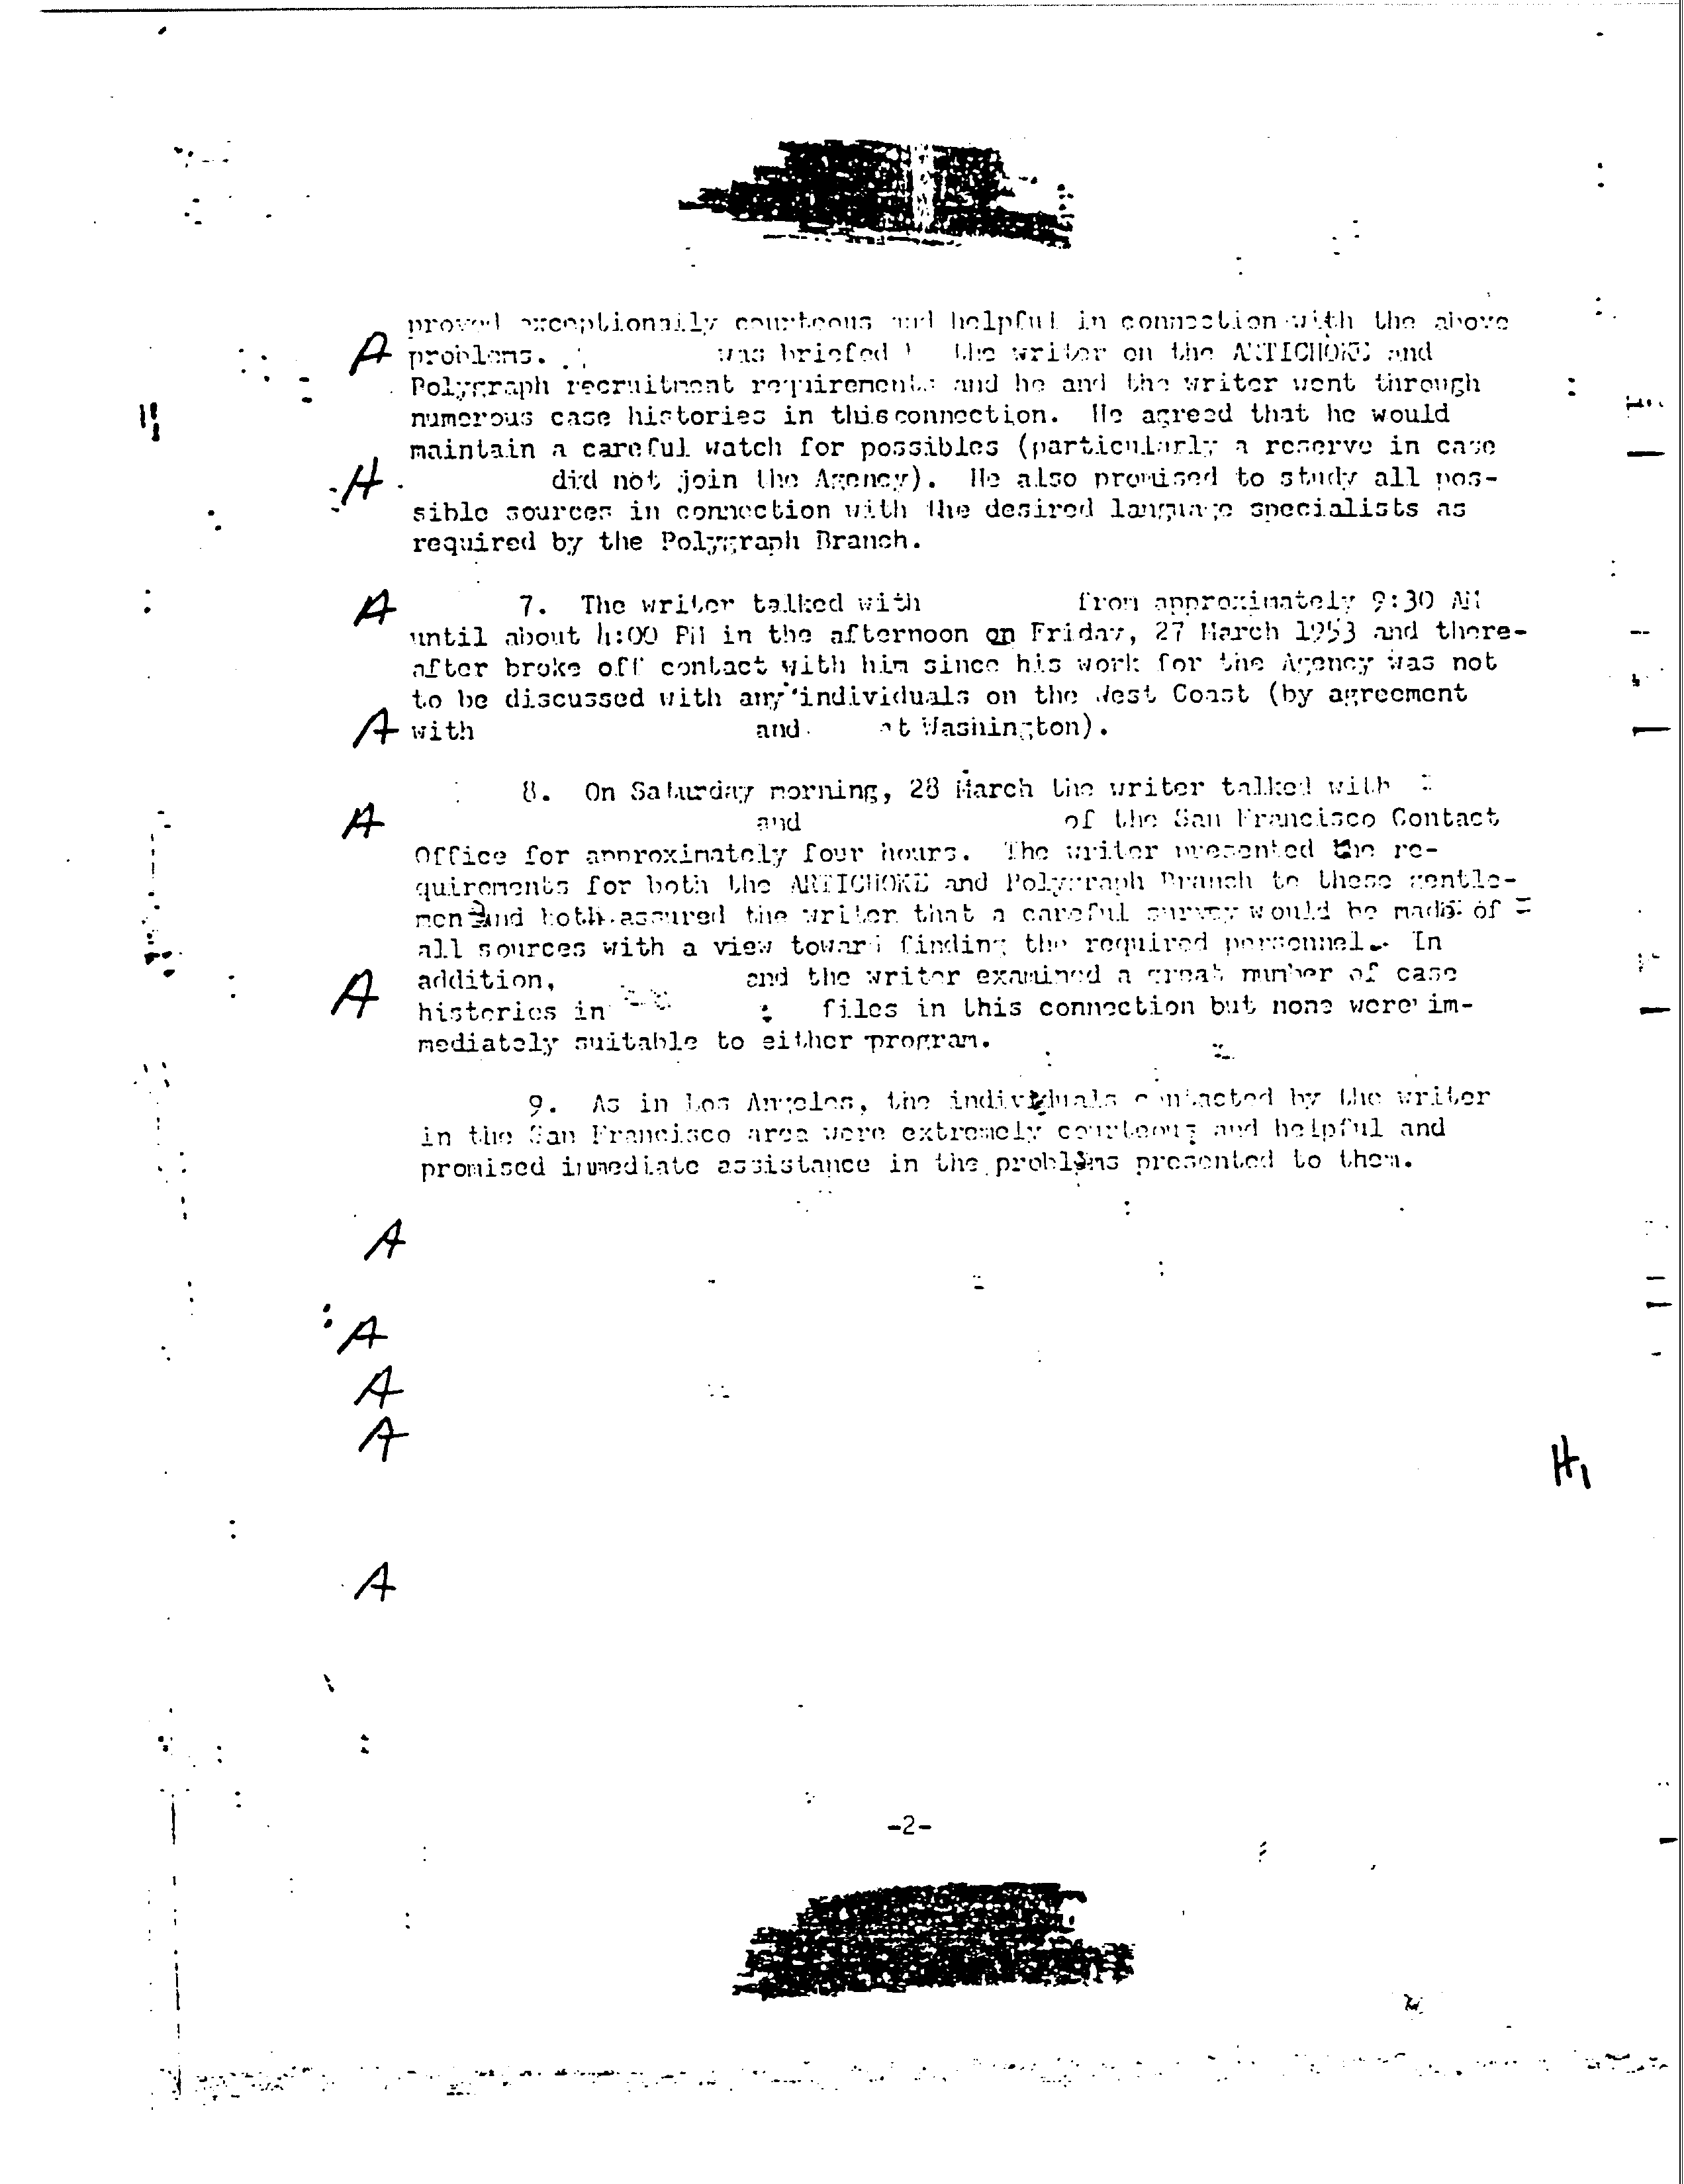 proved exceptionally courteous and helpful in connection with the above
A problems. was briefed the writer on the ARTICHOKE and
Polygraph recruitment requirements and he and the writer went through
numerous case histories in thisconnection. He agreed that he would
maintain a careful watch for possibles (particularly a reserve in case
A did not join the Agency). He also promised to study all pos-
sible sources in connection with the desired language specialists as
required by the Polygraph Branch.
A 7. The writer talked with from approximately 9:30 AM
until about 4:00 PM in the afternoon on Friday, 27 March 1953 and there-
after broke off contact with him since his work for the Agency was not
to be discussed with any individuals on the West Coast (by agreement
A with and at Washington).
8. On Saturday morning, 28 March the writer talked with
A and of the San Francisco Contact
Office for approximately four hours. The writer presented the re-
quirements for both the ARTICHOKE and Polygraph Branch to these gentle-
men and both assured the writer that a careful survey would be made of
all sources with a view toward finding the required personnel. In
A addition, and the writer examined a great number of case
histories in files in this connection but none were im-
mediately suitable to either program.
9. As in Los Angeles, the individuals contacted by the writer
in the San Francisco area were extremely courteous and helpful and
promised immediate assistance in the problems presented to them.
A
A
A
A
H1
A
-2-